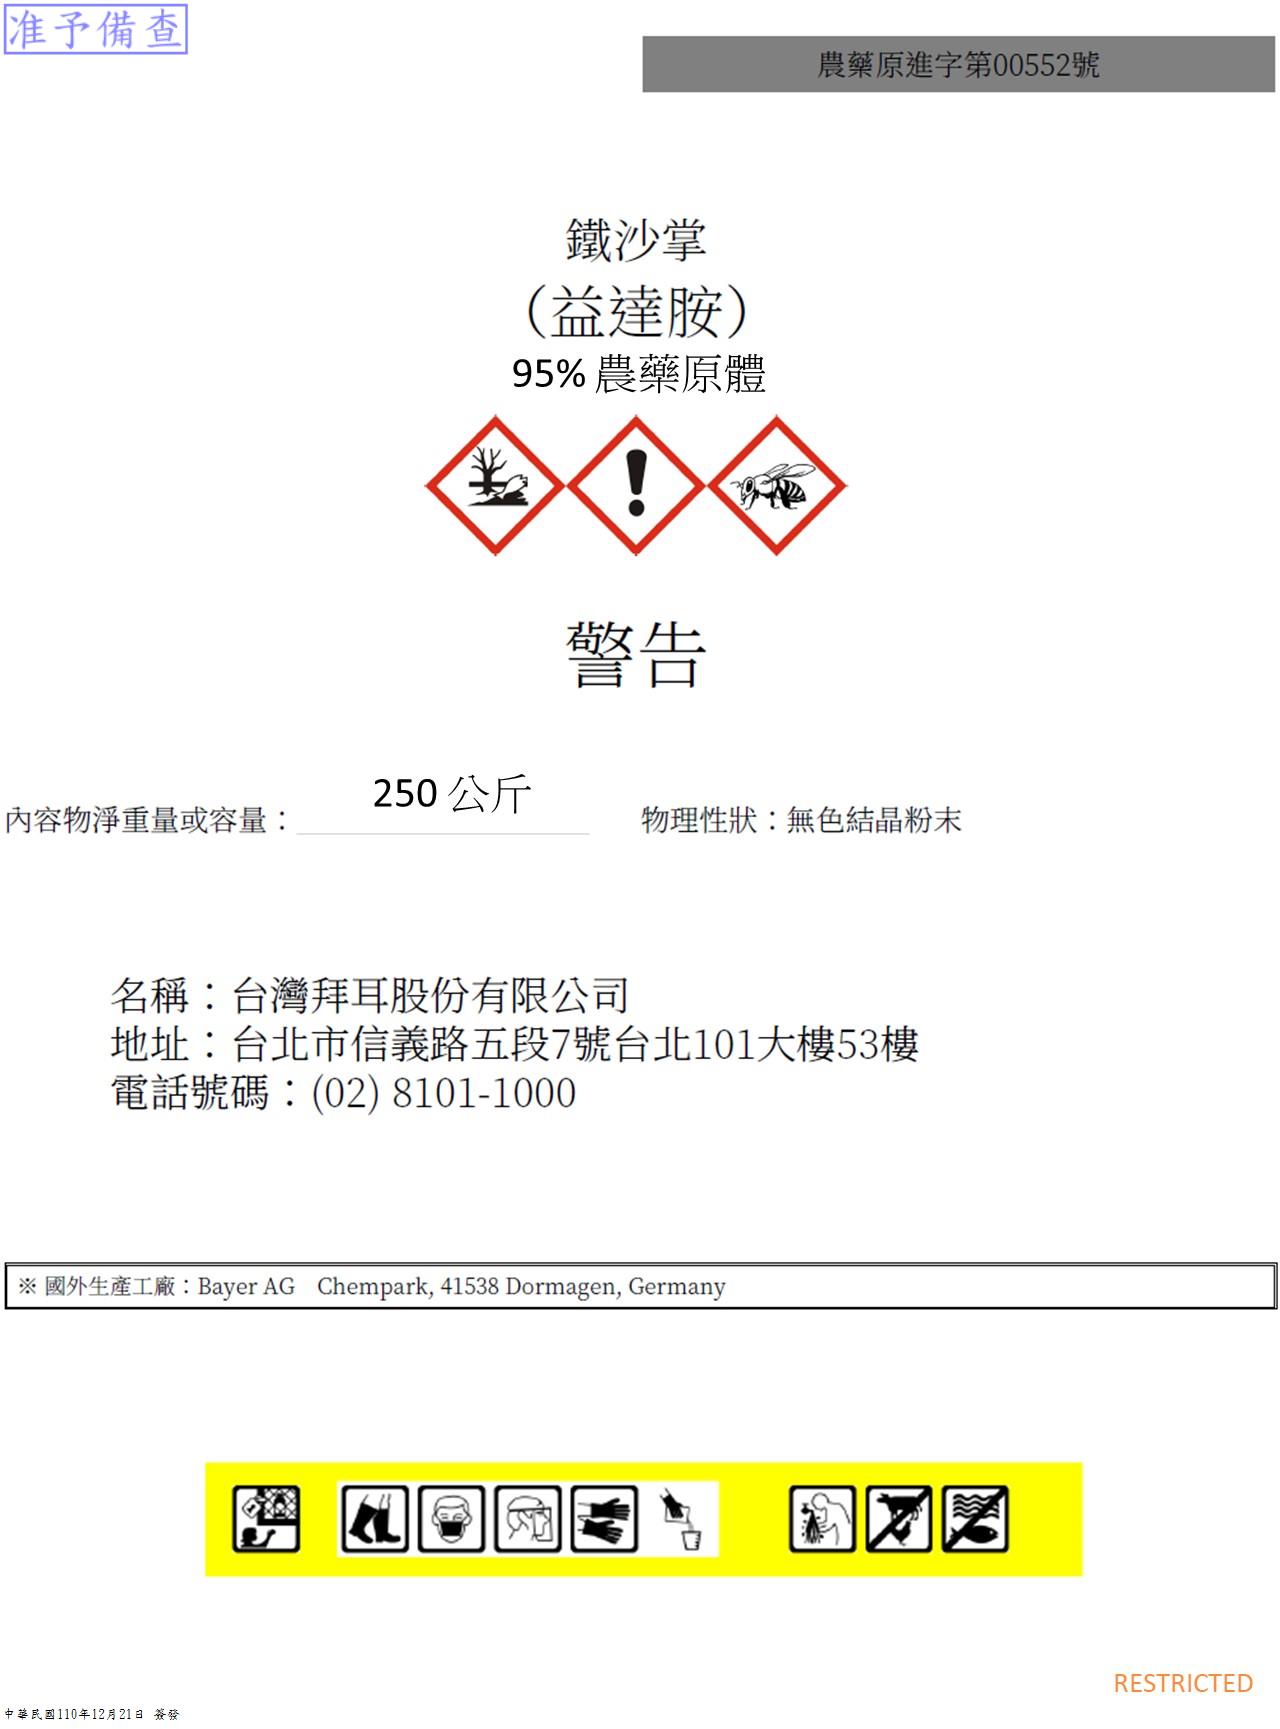 准予備查
農藥原進字第00552號
鐵沙掌
（益達胺）
95% 農藥原體
警告
內容物淨重量或容量： 250 公斤 物理性狀：無色結晶粉末
名稱：台灣拜耳股份有限公司
地址：台北市信義路五段7號台北101大樓53樓
電話號碼：(02) 8101-1000
※ 國外生產工廠：Bayer AG Chempark, 41538 Dormagen, Germany
RESTRICTED
中華民國110年12月21日 簽發